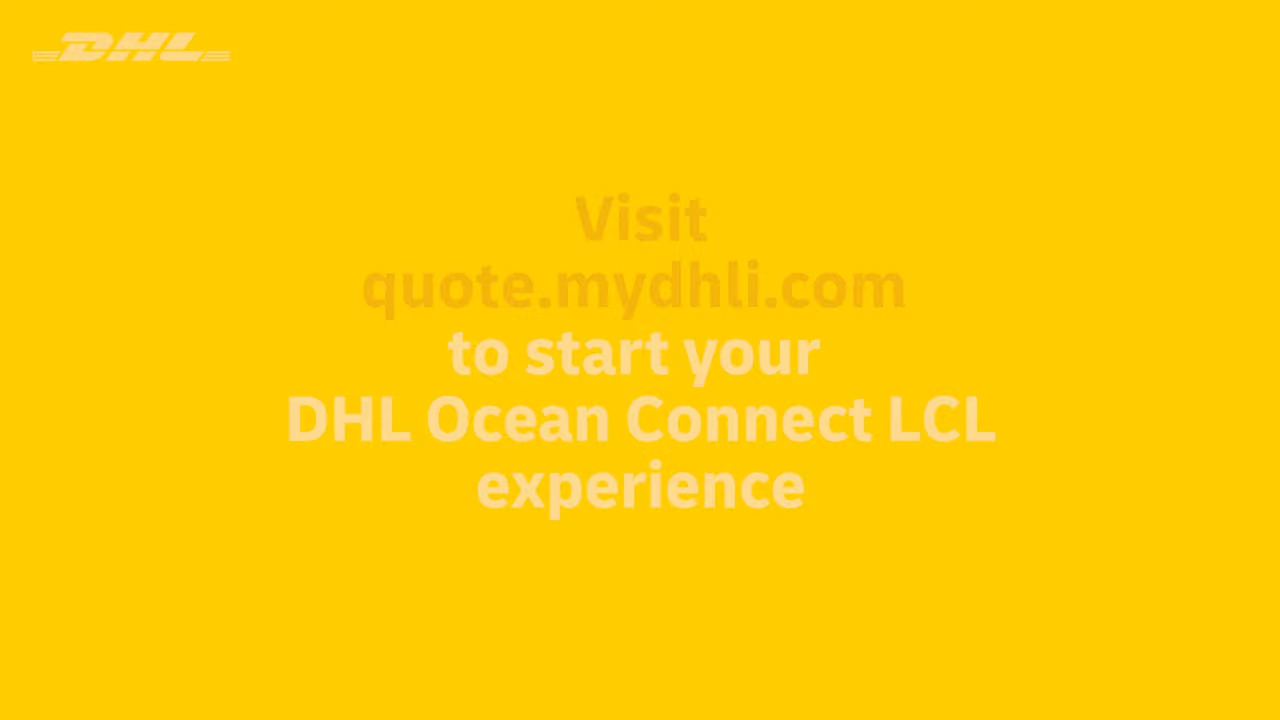 DHL
Visit
quote.mydhli.com
to start your
DHL Ocean Connect LCL
experience